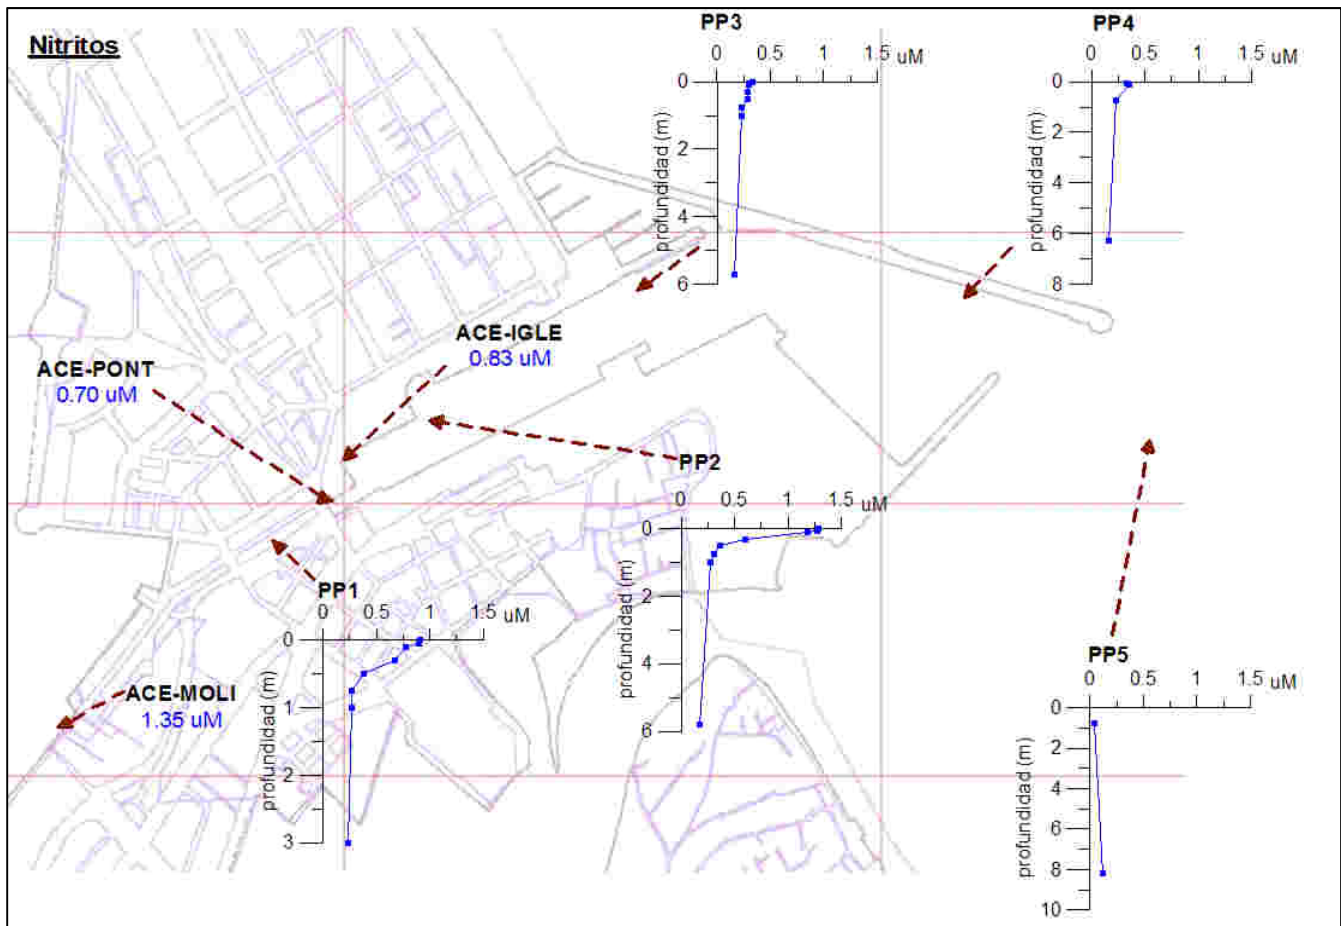 Nitritos
PP3
0 0.5 1 1.5 uM
0
2
4
6
profundidad (m)
PP4
0 0.5 1 1.5 uM
0
2
4
6
8
profundidad (m)
ACE-IGLE
0.83 uM
ACE-PONT
0.70 uM
PP2
0 0.5 1 1.5 uM
0
2
4
6
profundidad (m)
PP1
0 0.5 1 1.5 uM
0
1
2
3
profundidad (m)
ACE-MOLI
1.35 uM
PP5
0 0.5 1 1.5 uM
0
2
4
6
8
10
profundidad (m)